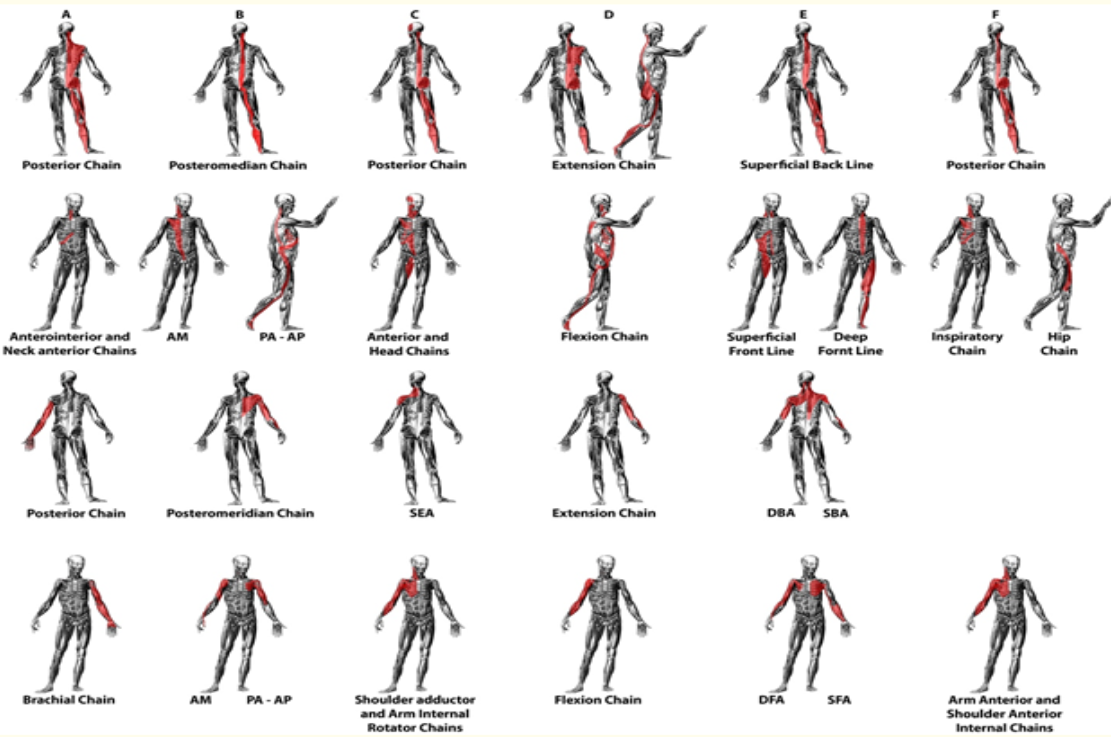 A B C D E F
Posterior Chain Posteromedian Chain Posterior Chain Extension Chain Superficial Back Line Posterior Chain
Anterointerior and
Neck anterior Chains
AM
PA - AP
Anterior and
Head Chains
Flexion Chain
Superficial
Front Line
Deep
Fornt Line
Inspiratory
Chain
Hip
Chain
Posterior Chain Posteromeridian Chain SEA Extension Chain DBA SBA
Brachial Chain
AM PA - AP
Shoulder adductor
and Arm Internal
Rotator Chains
Flexion Chain
DFA SFA
Arm Anterior and
Shoulder Anterior
Internal Chains